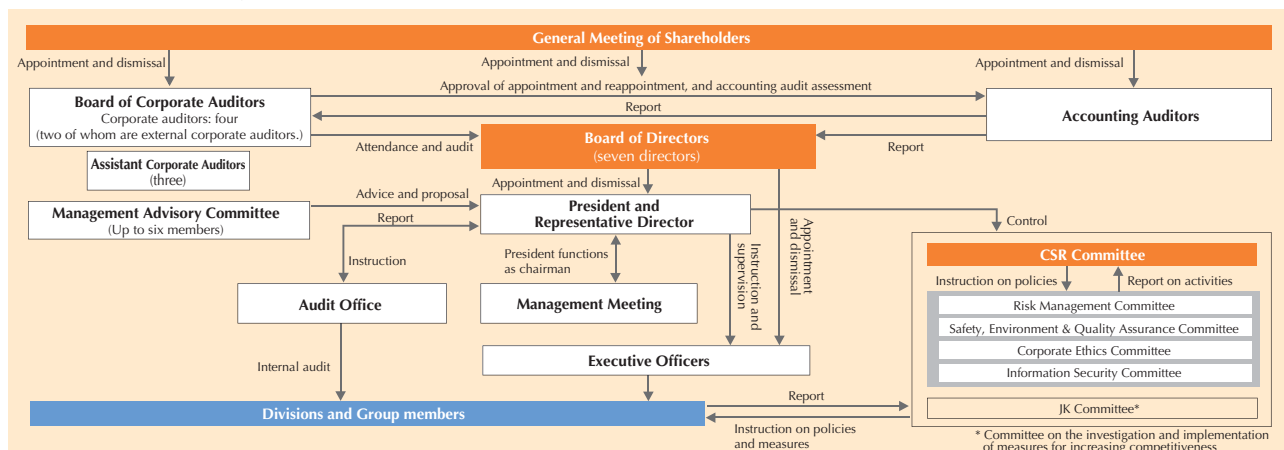 General Meeting of Shareholders
Appointment and dismissal
Appointment and dismissal
Appointment and dismissal
Approval of appointment and reappointment, and accounting audit assessment
Board of Corporate Auditors
Corporate auditors: four
(two of whom are external corporate auditors.)
Report
Accounting Auditors
Attendance and audit
Board of Directors
(seven directors)
Report
Assistant Corporate Auditors
(three)
Appointment and dismissal
Advice and proposal
Management Advisory Committee
(Up to six members)
Report
President and
Representative Director
Control
Instruction
President functions
as chairman
Instruction and
supervision
Appointment
and dismissal
CSR Committee
Instruction on policies
Report on activities
Audit Office
Management Meeting
Risk Management Committee
Safety, Environment & Quality Assurance Committee
Corporate Ethics Committee
Information Security Committee
Internal audit
Executive Officers
Divisions and Group members
Report
Instruction on policies
and measures
JK Committee*
* Committee on the investigation and implementation
of measures for increasing competitiveness